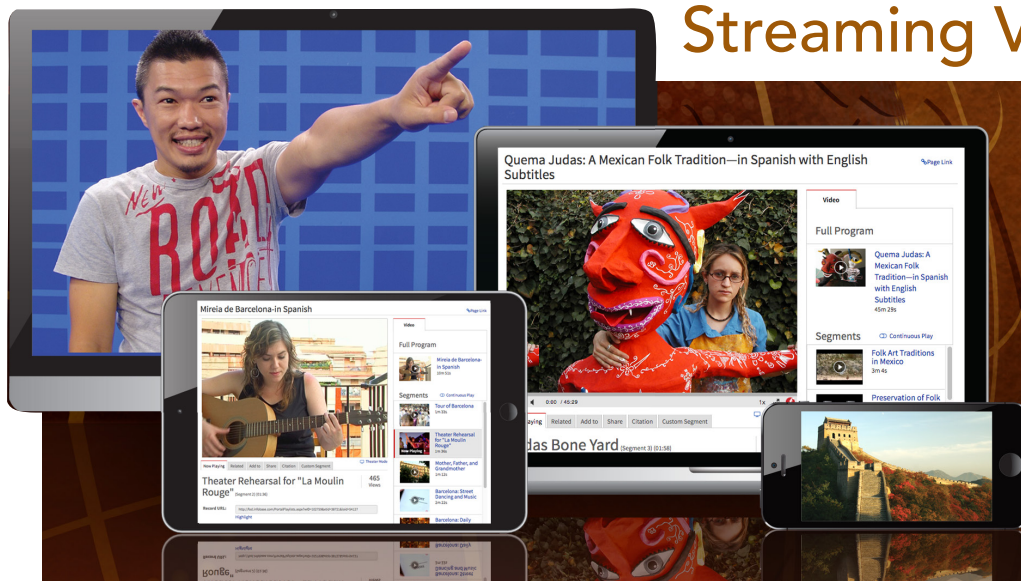 Streaming V
NEW
Quema Judas: A Mexican Folk Tradition—in Spanish with English
Subtitles
Page Link
Video
Full Program
Quema Judas: A
Mexican Folk
Tradition—in Spanish
with English
Subtitles
45m 29s
Segments
Continuous Play
Folk Art Traditions
in Mexico
3m 4s
Preservation of Folk
0:00 / 45:29
1x
aying
Related
Add to
Share
Citation
Custom Segment
das Bone Yard (Segment 3) (01:58)
Mireia de Barcelona-in Spanish
Page Link
Video
Full Program
Mireia de Barcelona-
in Spanish
Segments
Continuous Play
Tour of Barcelona
Theater Rehearsal
for "La Moulin
Rouge"
Now Playing
Mother, Father, and
Grandmother
Barcelona: Street
Dancing and Music
Barcelona: Daily
Theater Mode
Now Playing
Related
Add to
Share
Citation
Custom Segment
Theater Rehearsal for "La Moulin
Rouge" (Segment 2) (01:36)
465
Views
Record URL:
Highlight